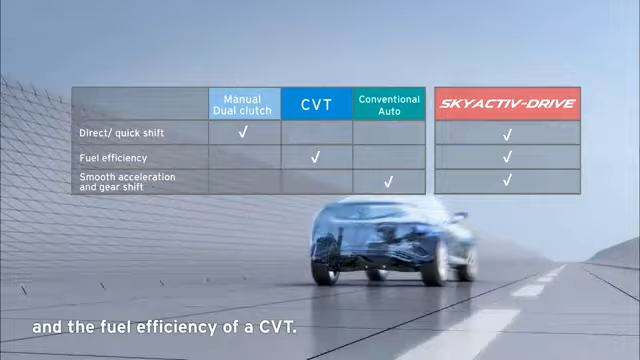 Manual
Dual clutch
CVT
Conventional
Auto
SKYACTIV-DRIVE
Direct/ quick shift ✓ ✓
Fuel efficiency ✓ ✓
Smooth acceleration
and gear shift ✓ ✓
and the fuel efficiency of a CVT.